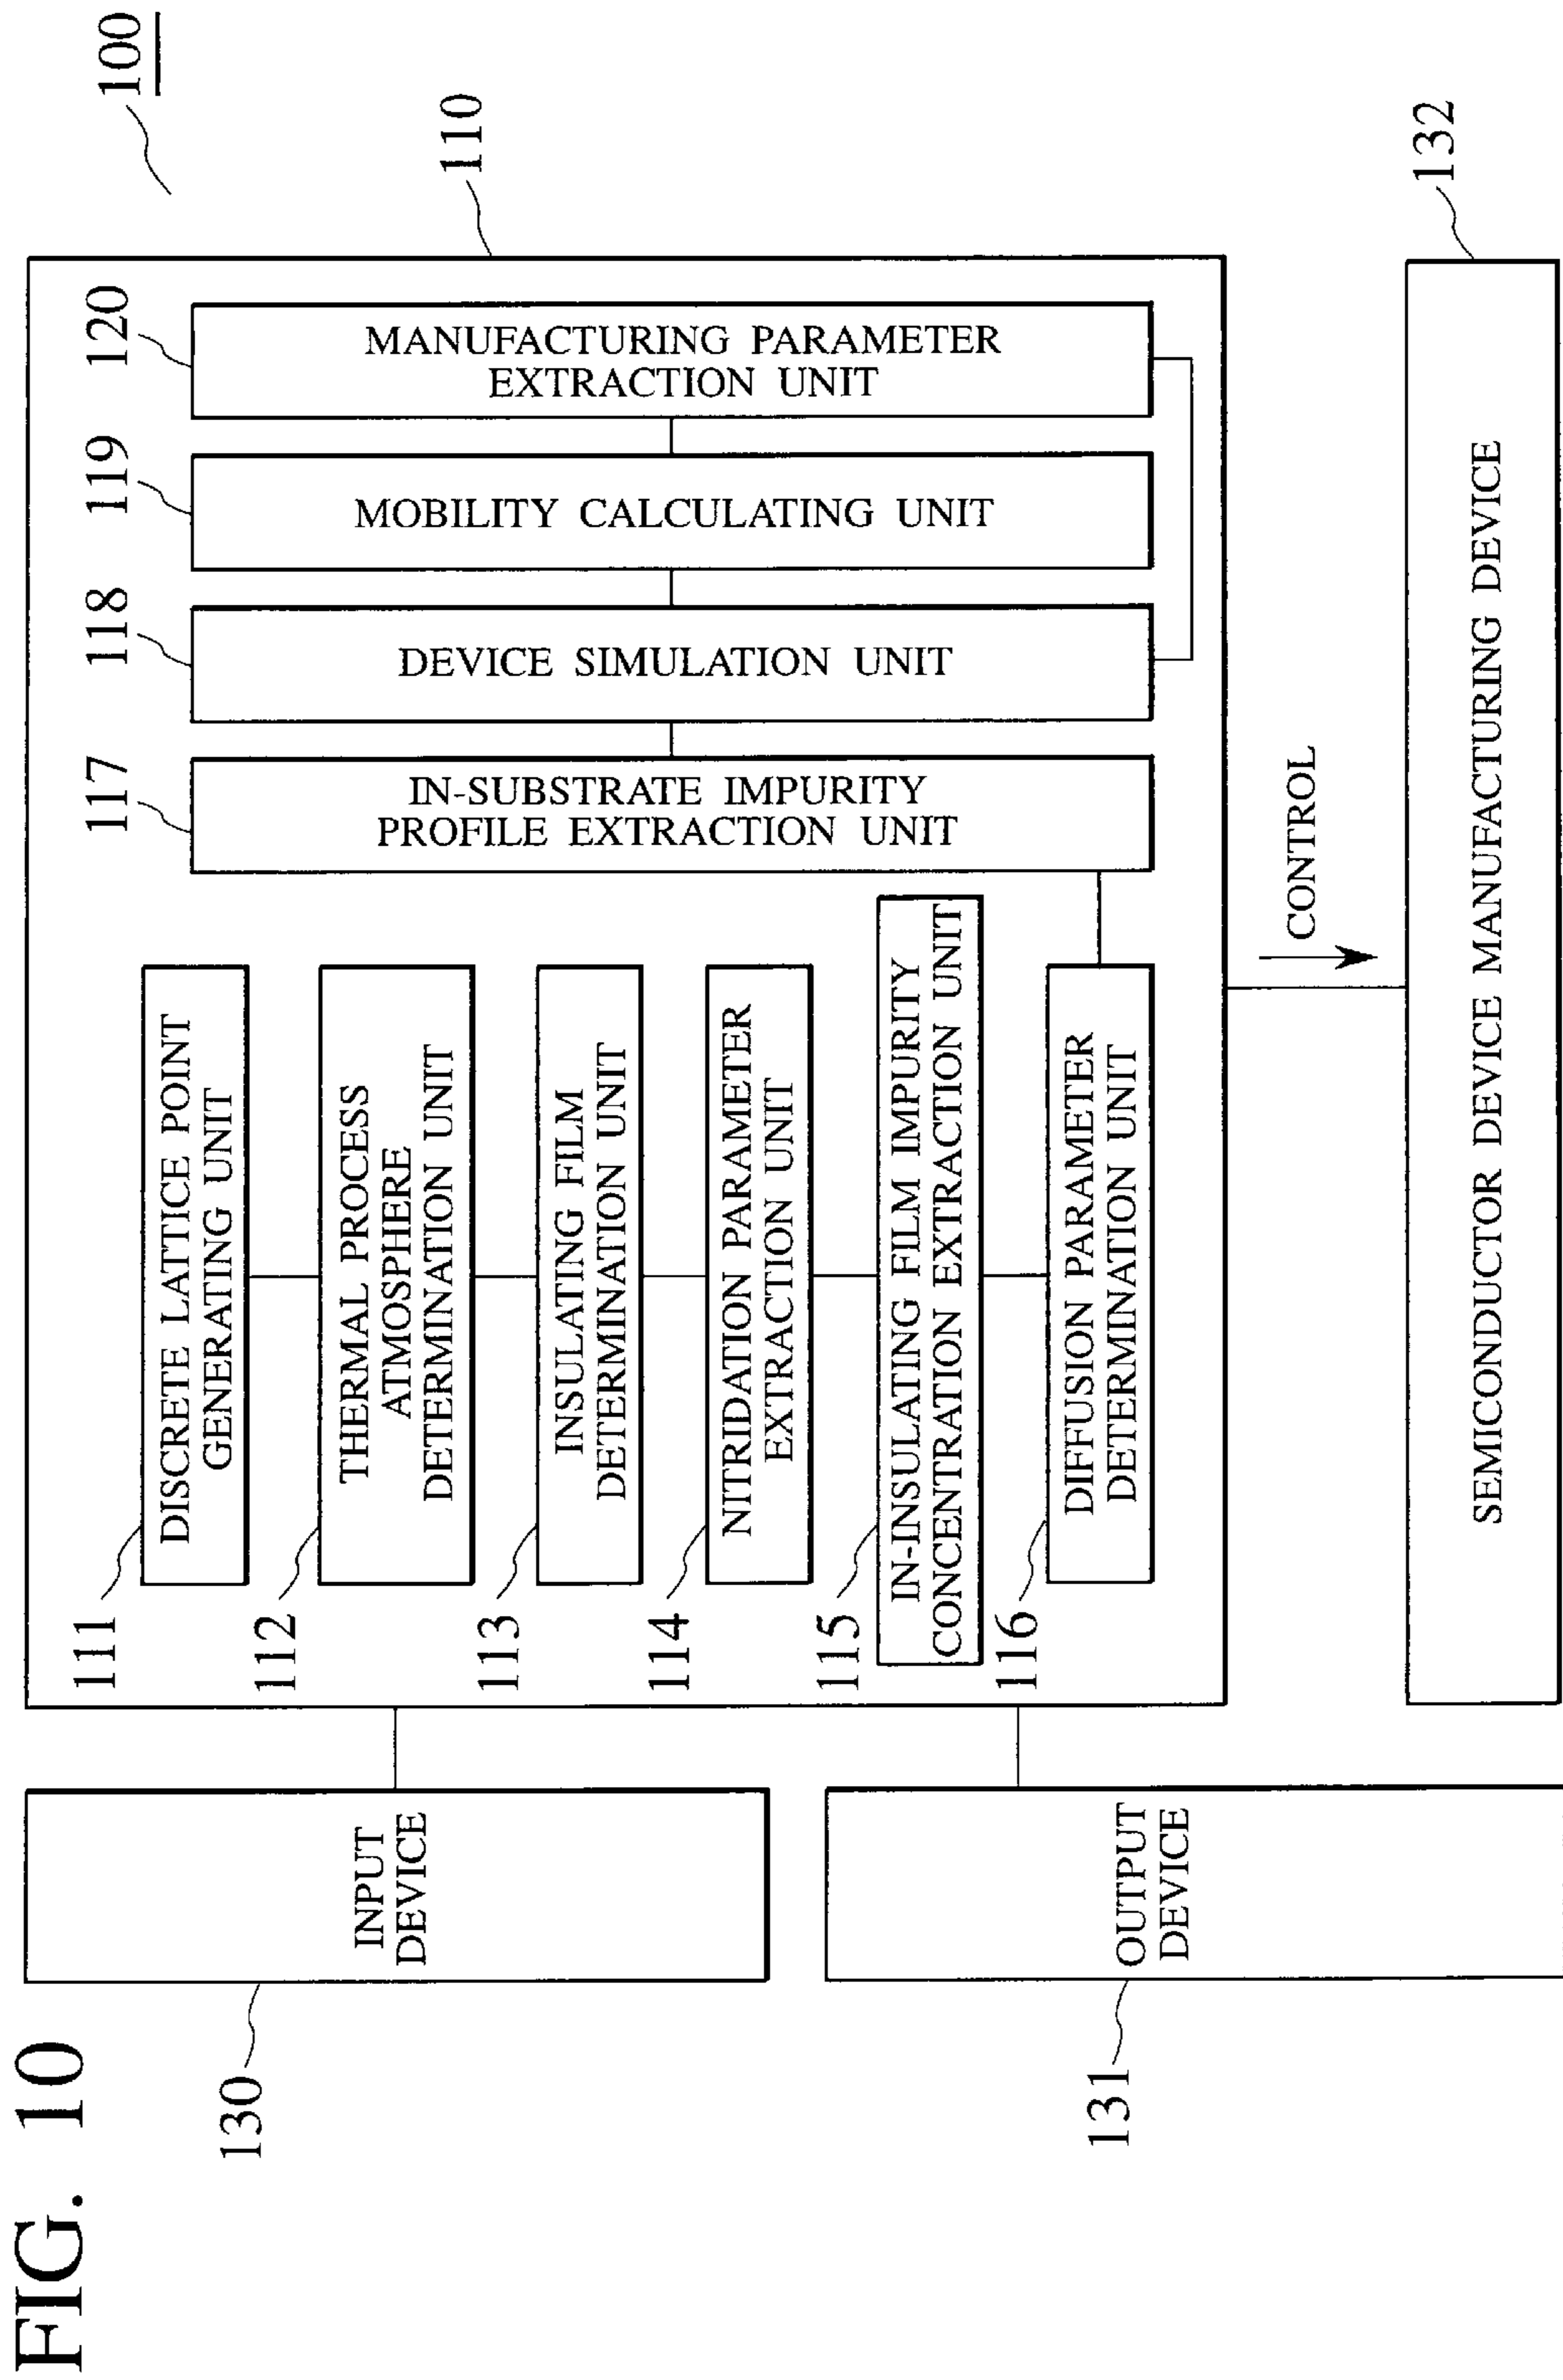 FIG. 10
100
110
130
INPUT
DEVICE
131
OUTPUT
DEVICE
111
DISCRETE LATTICE POINT
GENERATING UNIT
112
THERMAL PROCESS
ATMOSPHERE
DETERMINATION UNIT
113
INSULATING FILM
DETERMINATION UNIT
114
NITRIDATION PARAMETER
EXTRACTION UNIT
115
IN-INSULATING FILM IMPURITY
CONCENTRATION EXTRACTION UNIT
116
DIFFUSION PARAMETER
DETERMINATION UNIT
117
IN-SUBSTRATE IMPURITY
PROFILE EXTRACTION UNIT
118
DEVICE SIMULATION UNIT
119
MOBILITY CALCULATING UNIT
120
MANUFACTURING PARAMETER
EXTRACTION UNIT
CONTROL
132
SEMICONDUCTOR DEVICE MANUFACTURING DEVICE